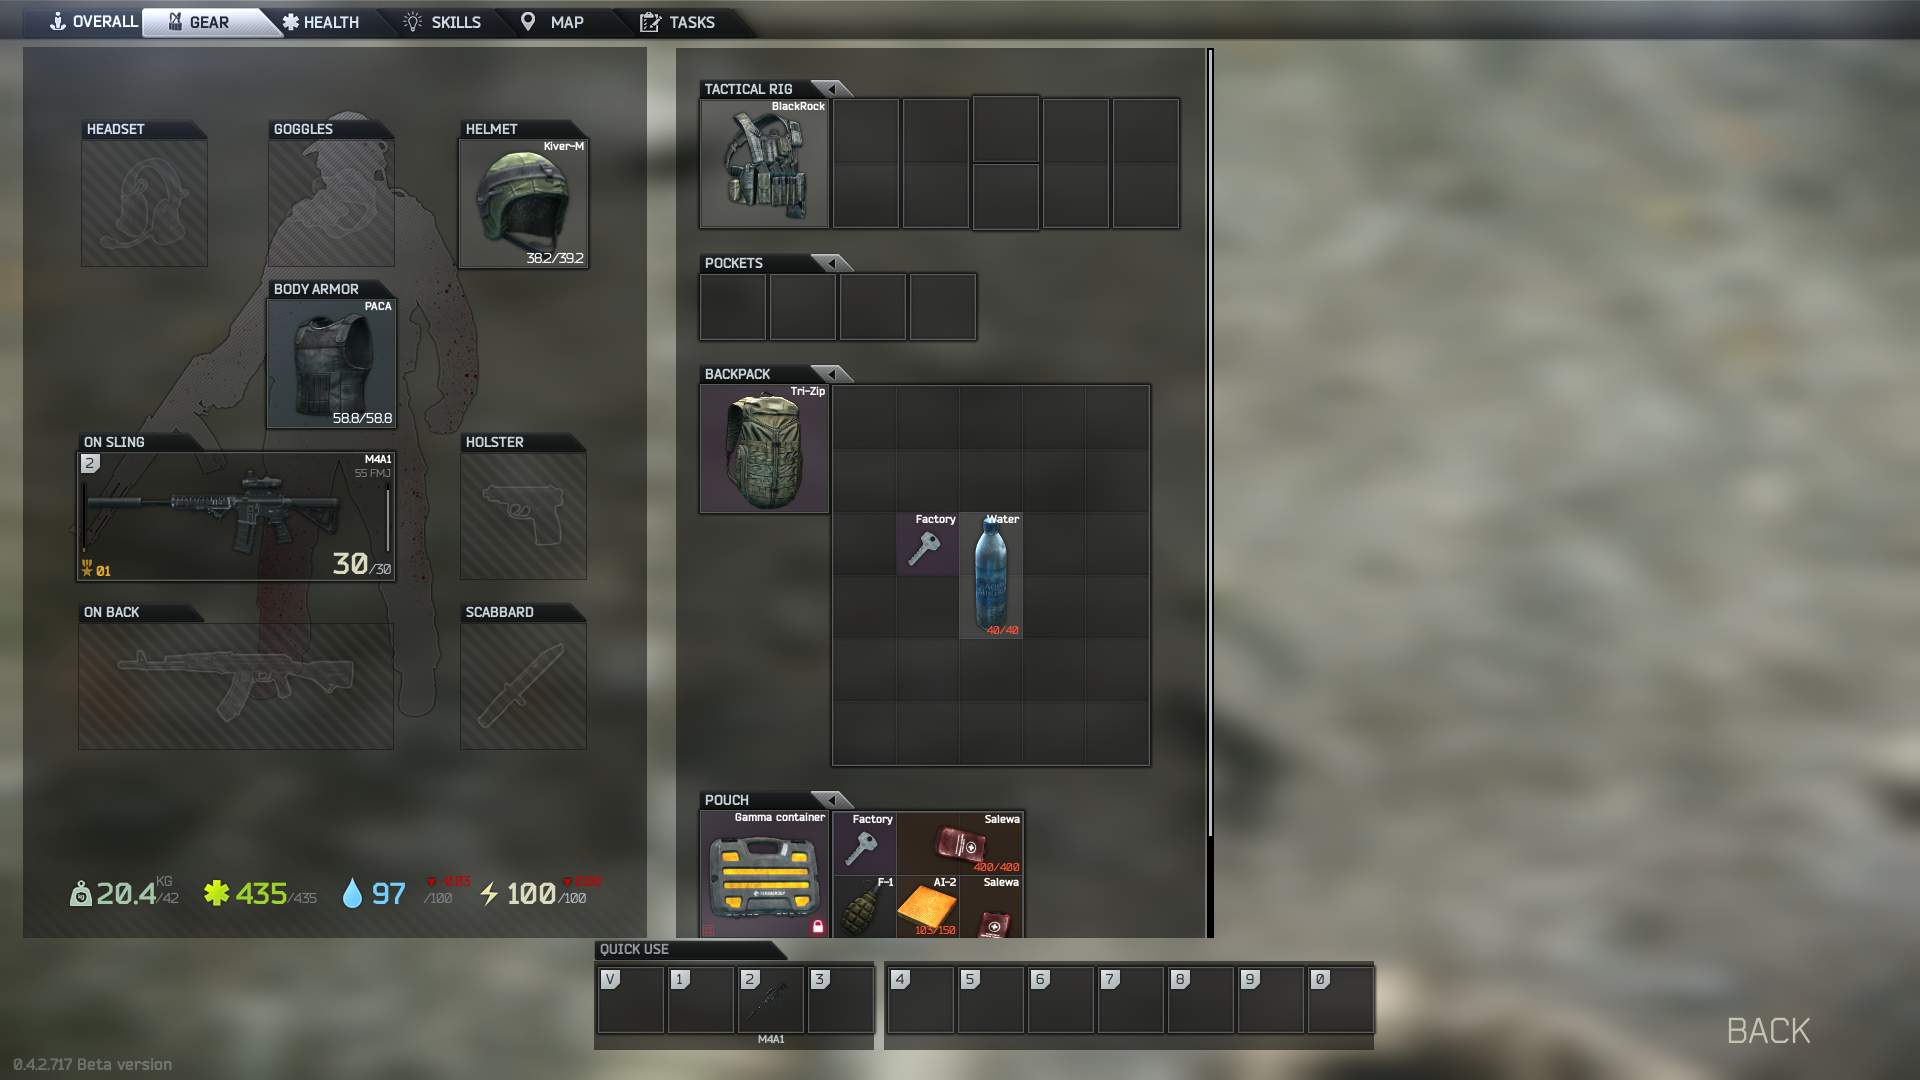 OVERALL
GEAR
HEALTH
SKILLS
MAP
TASKS
HEADSET
GOGGLES
HELMET
Kiver-M
38.2/39.2
BODY ARMOR
PACA
58.8/58.8
ON SLING
2
M4A1
55 FMJ
01
30/30
HOLSTER
ON BACK
SCABBARD
20.4
KG
/42
435/435
97
/100
100
/100
TACTICAL RIG
BlackRock
POCKETS
BACKPACK
Tri-Zip
Factory
Water
40/40
POUCH
Gamma container
Factory
Salewa
400/400
F-1
AI-2
103/150
Salewa
QUICK USE
V
1
2
3
4
5
6
7
8
9
0
M4A1
BACK
0.4.2.717 Beta version